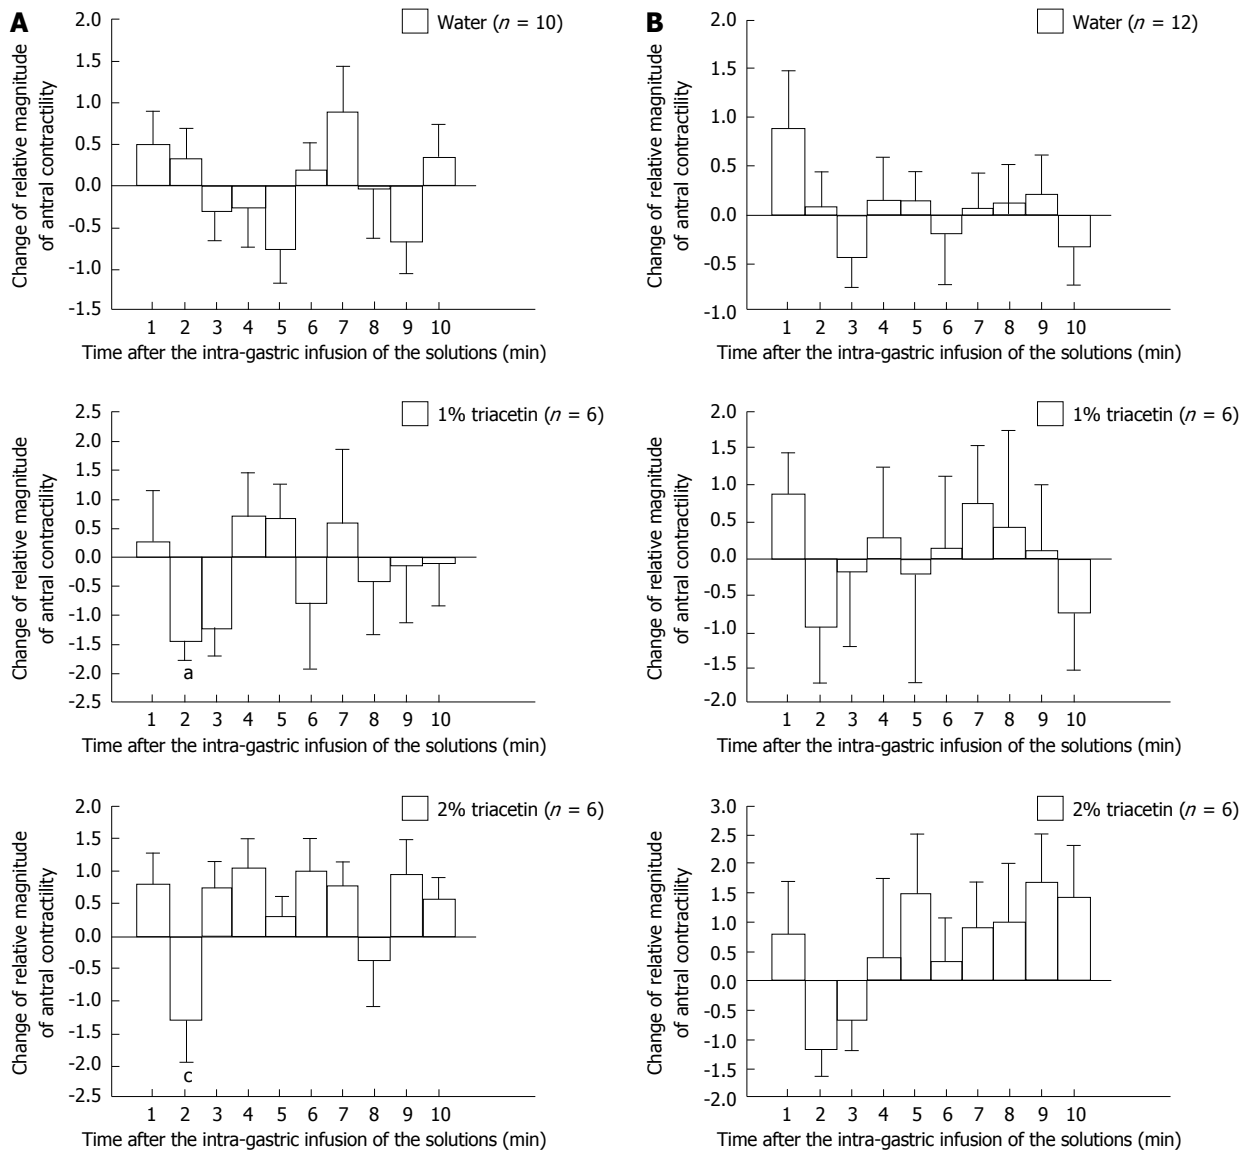 A
Water (n = 10)
Change of relative magnitude
of antral contractility
2.0
1.5
1.0
0.5
0.0
-0.5
-1.0
-1.5
1 2 3 4 5 6 7 8 9 10
Time after the intra-gastric infusion of the solutions (min)
B
Water (n = 12)
Change of relative magnitude
of antral contractility
2.0
1.5
1.0
0.5
0.0
-0.5
-1.0
1 2 3 4 5 6 7 8 9 10
Time after the intra-gastric infusion of the solutions (min)
1% triacetin (n = 6)
Change of relative magnitude
of antral contractility
2.5
2.0
1.5
1.0
0.5
0.0
-0.5
-1.0
-1.5
-2.0
-2.5
a
1 2 3 4 5 6 7 8 9 10
Time after the intra-gastric infusion of the solutions (min)
1% triacetin (n = 6)
Change of relative magnitude
of antral contractility
2.0
1.5
1.0
0.5
0.0
-0.5
-1.0
-1.5
-2.0
1 2 3 4 5 6 7 8 9 10
Time after the intra-gastric infusion of the solutions (min)
2% triacetin (n = 6)
Change of relative magnitude
of antral contractility
2.0
1.5
1.0
0.5
0.0
-0.5
-1.0
-1.5
-2.0
-2.5
c
1 2 3 4 5 6 7 8 9 10
Time after the intra-gastric infusion of the solutions (min)
2% triacetin (n = 6)
Change of relative magnitude
of antral contractility
3.0
2.5
2.0
1.5
1.0
0.5
0.0
-0.5
-1.0
-1.5
-2.0
1 2 3 4 5 6 7 8 9 10
Time after the intra-gastric infusion of the solutions (min)